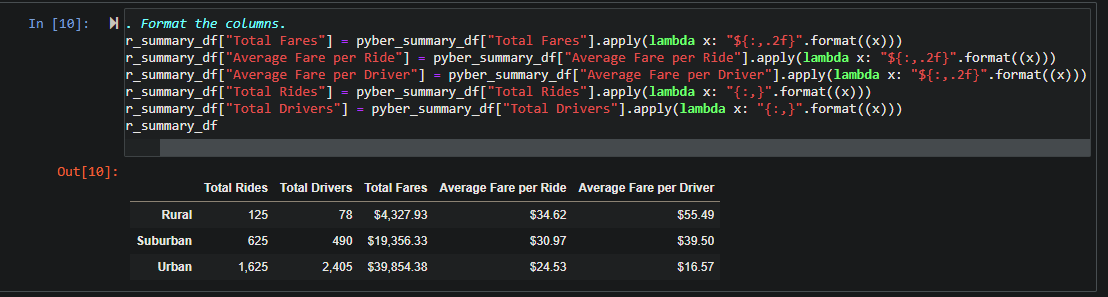 In [10]:
. Format the columns.
r_summary_df["Total Fares"] = pyber_summary_df["Total Fares"].apply(lambda x: "${:,.2f}".format((x)))
r_summary_df["Average Fare per Ride"] = pyber_summary_df["Average Fare per Ride"].apply(lambda x: "${:,.2f}".format((x)))
r_summary_df["Average Fare per Driver"] = pyber_summary_df["Average Fare per Driver"].apply(lambda x: "${:,.2f}".format((x)))
r_summary_df["Total Rides"] = pyber_summary_df["Total Rides"].apply(lambda x: "{:,}".format((x)))
r_summary_df["Total Drivers"] = pyber_summary_df["Total Drivers"].apply(lambda x: "{:,}".format((x)))
r_summary_df
Out[10]:
Total Rides Total Drivers Total Fares Average Fare per Ride Average Fare per Driver
Rural 125 78 $4,327.93 $34.62 $55.49
Suburban 625 490 $19,356.33 $30.97 $39.50
Urban 1,625 2,405 $39,854.38 $24.53 $16.57